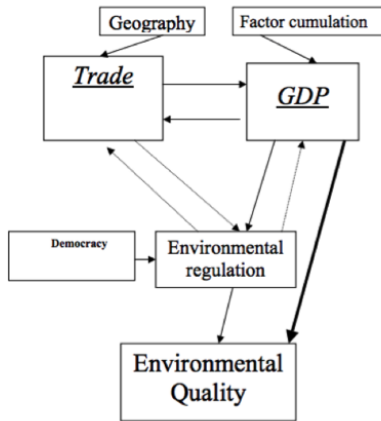 Geography
Factor cumulation
Trade
GDP
Democracy
Environmental
regulation
Environmental
Quality